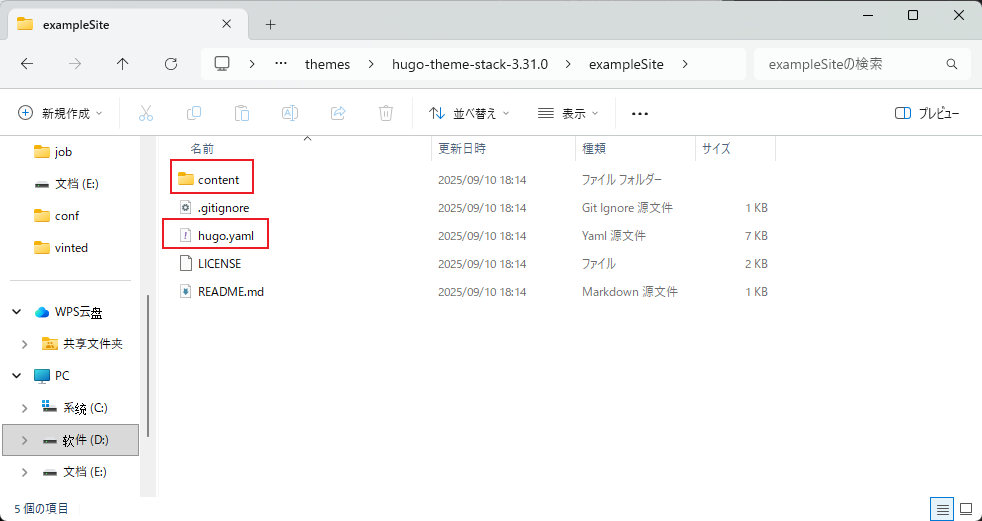 exampleSite
themes hugo-theme-stack-3.31.0 exampleSite exampleSiteの検索
新規作成 並べ替え 表示 プレビュー
job
文档 (E:)
conf
vinted
WPS云盘
共享文件夹
PC
系统 (C:)
软件 (D:)
文档 (E:)
名前 更新日時 種類 サイズ
content 2025/09/10 18:14 ファイル フォルダー
.gitignore 2025/09/10 18:14 Git Ignore 源文件 1 KB
hugo.yaml 2025/09/10 18:14 Yaml 源文件 7 KB
LICENSE 2025/09/10 18:14 ファイル 2 KB
README.md 2025/09/10 18:14 Markdown 源文件 1 KB
5 個の項目